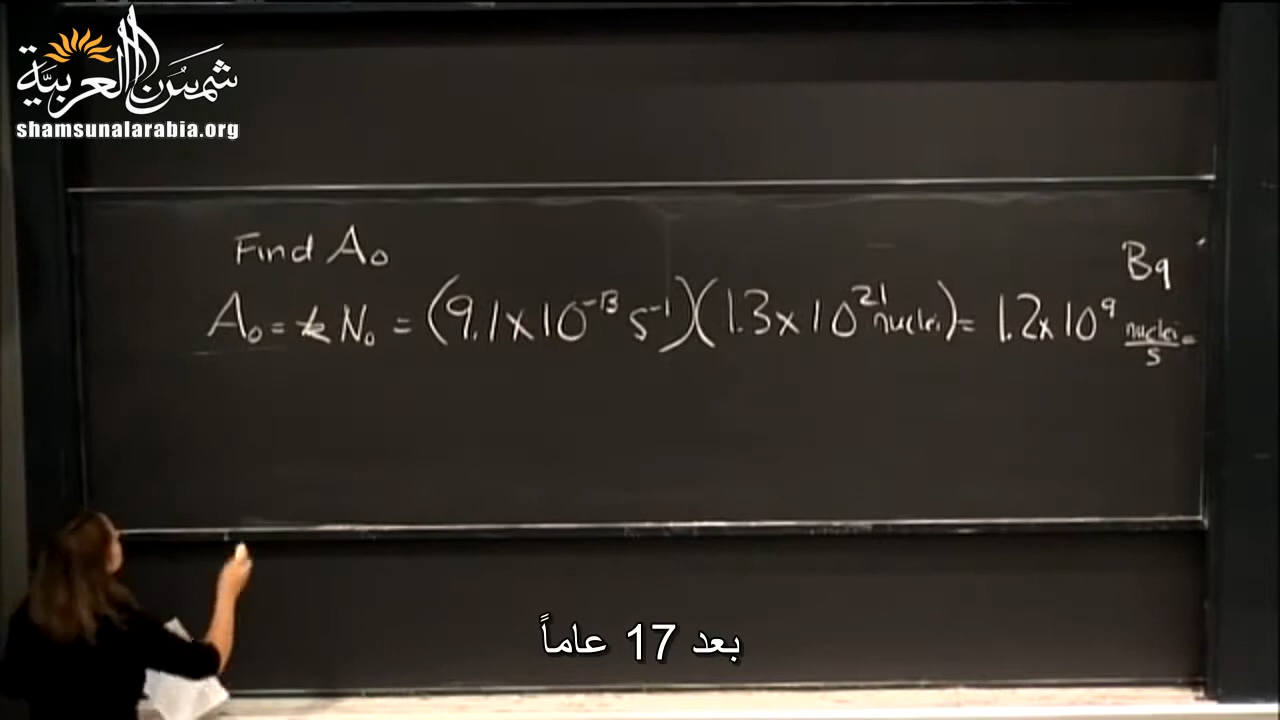 شمس العربية
shamsunalarabia.org
Find A₀
Bq
A₀ = k N₀ = (9.1 x 10⁻¹³ s⁻¹)(1.3 x 10²¹ nuclei) = 1.2 x 10⁹ nuclei/s =
بعد 17 عاماً